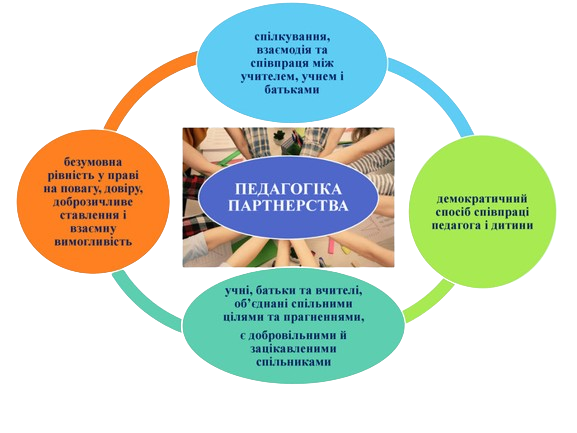 спілкування,
взаємодія та
співпраця між
учителем, учнем і
батьками
безумовна
рівність у праві
на повагу, довіру,
доброзичливе
ставлення і
взаємну
вимогливість
ПЕДАГОГІКА
ПАРТНЕРСТВА
демократичний
спосіб співпраці
педагога і дитини
учні, батьки та вчителі,
об’єднані спільними
цілями та прагненнями,
є добровільними й
зацікавленими
спільниками